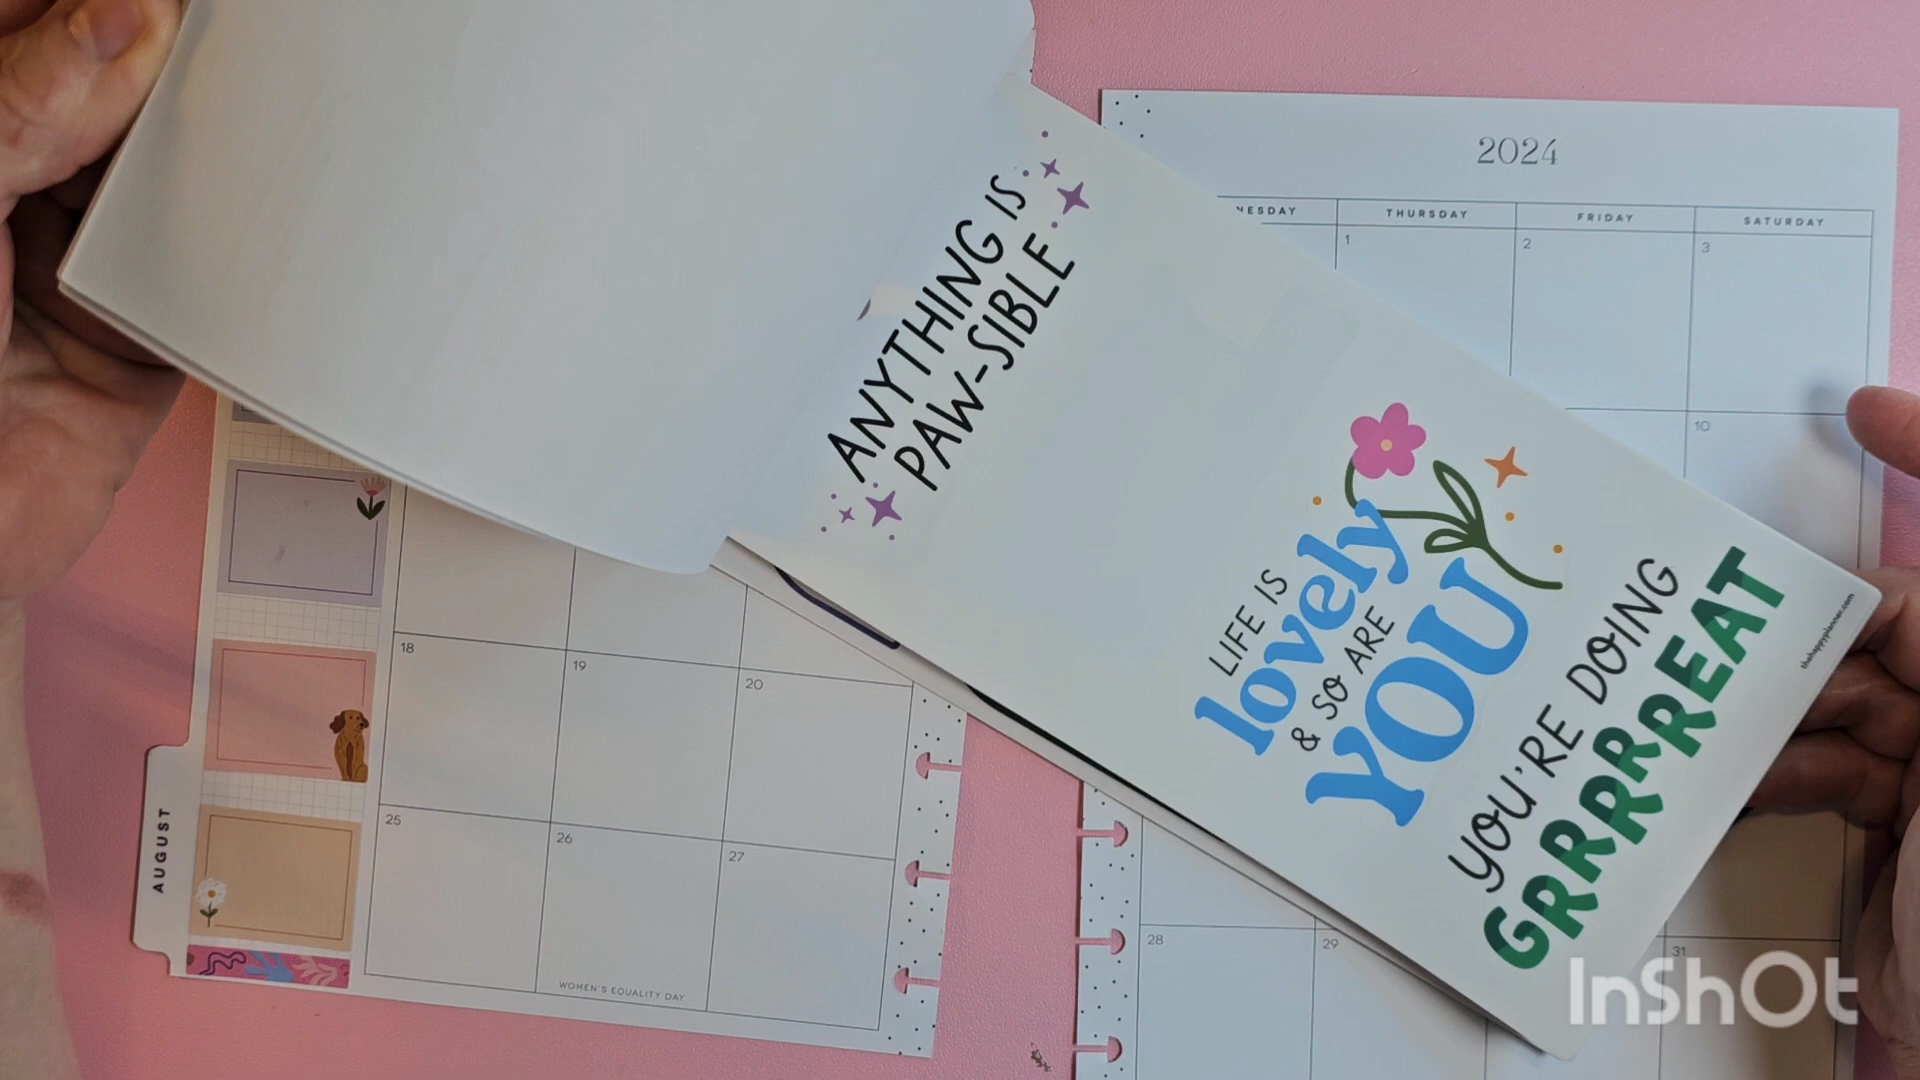 2024
THURSDAY
FRIDAY
SATURDAY
1
2
3
10
ANYTHING IS
PAW-SIBLE
LIFE IS
lovely
& SO ARE
YOU
YOU'RE DOING
GRRRREAT
thehappyplanner.com
18
19
20
25
26
27
WOMEN'S EQUALITY DAY
AUGUST
28
29
31
InShOt